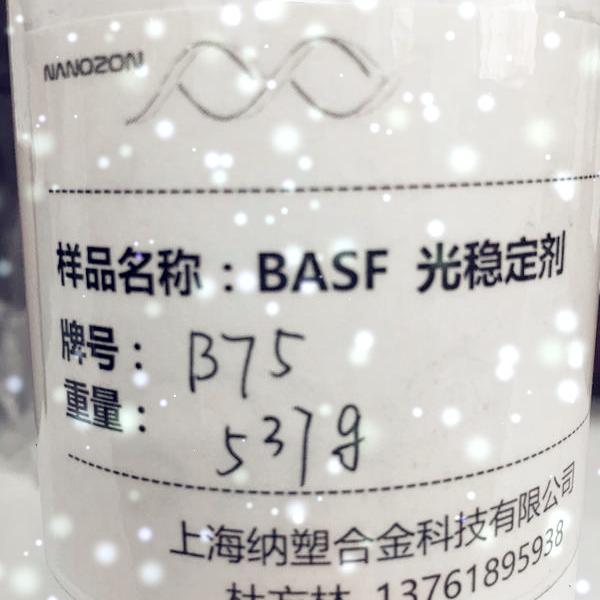 NANOZON
样品名称：BASF 光稳定剂
牌号：B75
重量：537g
上海纳塑合金科技有限公司
13761895938